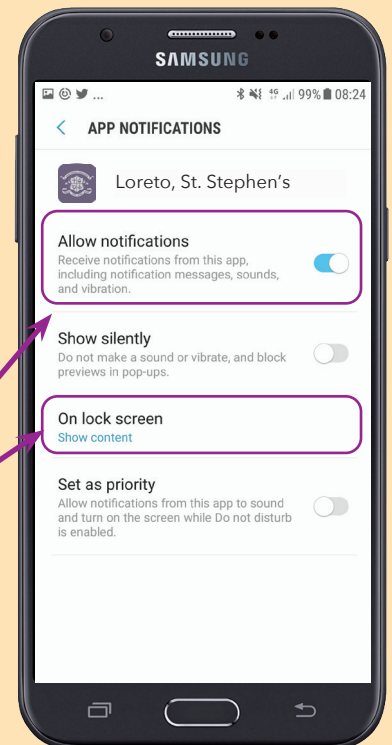 SAMSUNG
... 4G 99% 08:24
< APP NOTIFICATIONS
Loreto, St. Stephen's
Allow notifications
Receive notifications from this app,
including notification messages, sounds,
and vibration.
Show silently
Do not make a sound or vibrate, and block
previews in pop-ups.
On lock screen
Show content
Set as priority
Allow notifications from this app to sound
and turn on the screen while Do not disturb
is enabled.